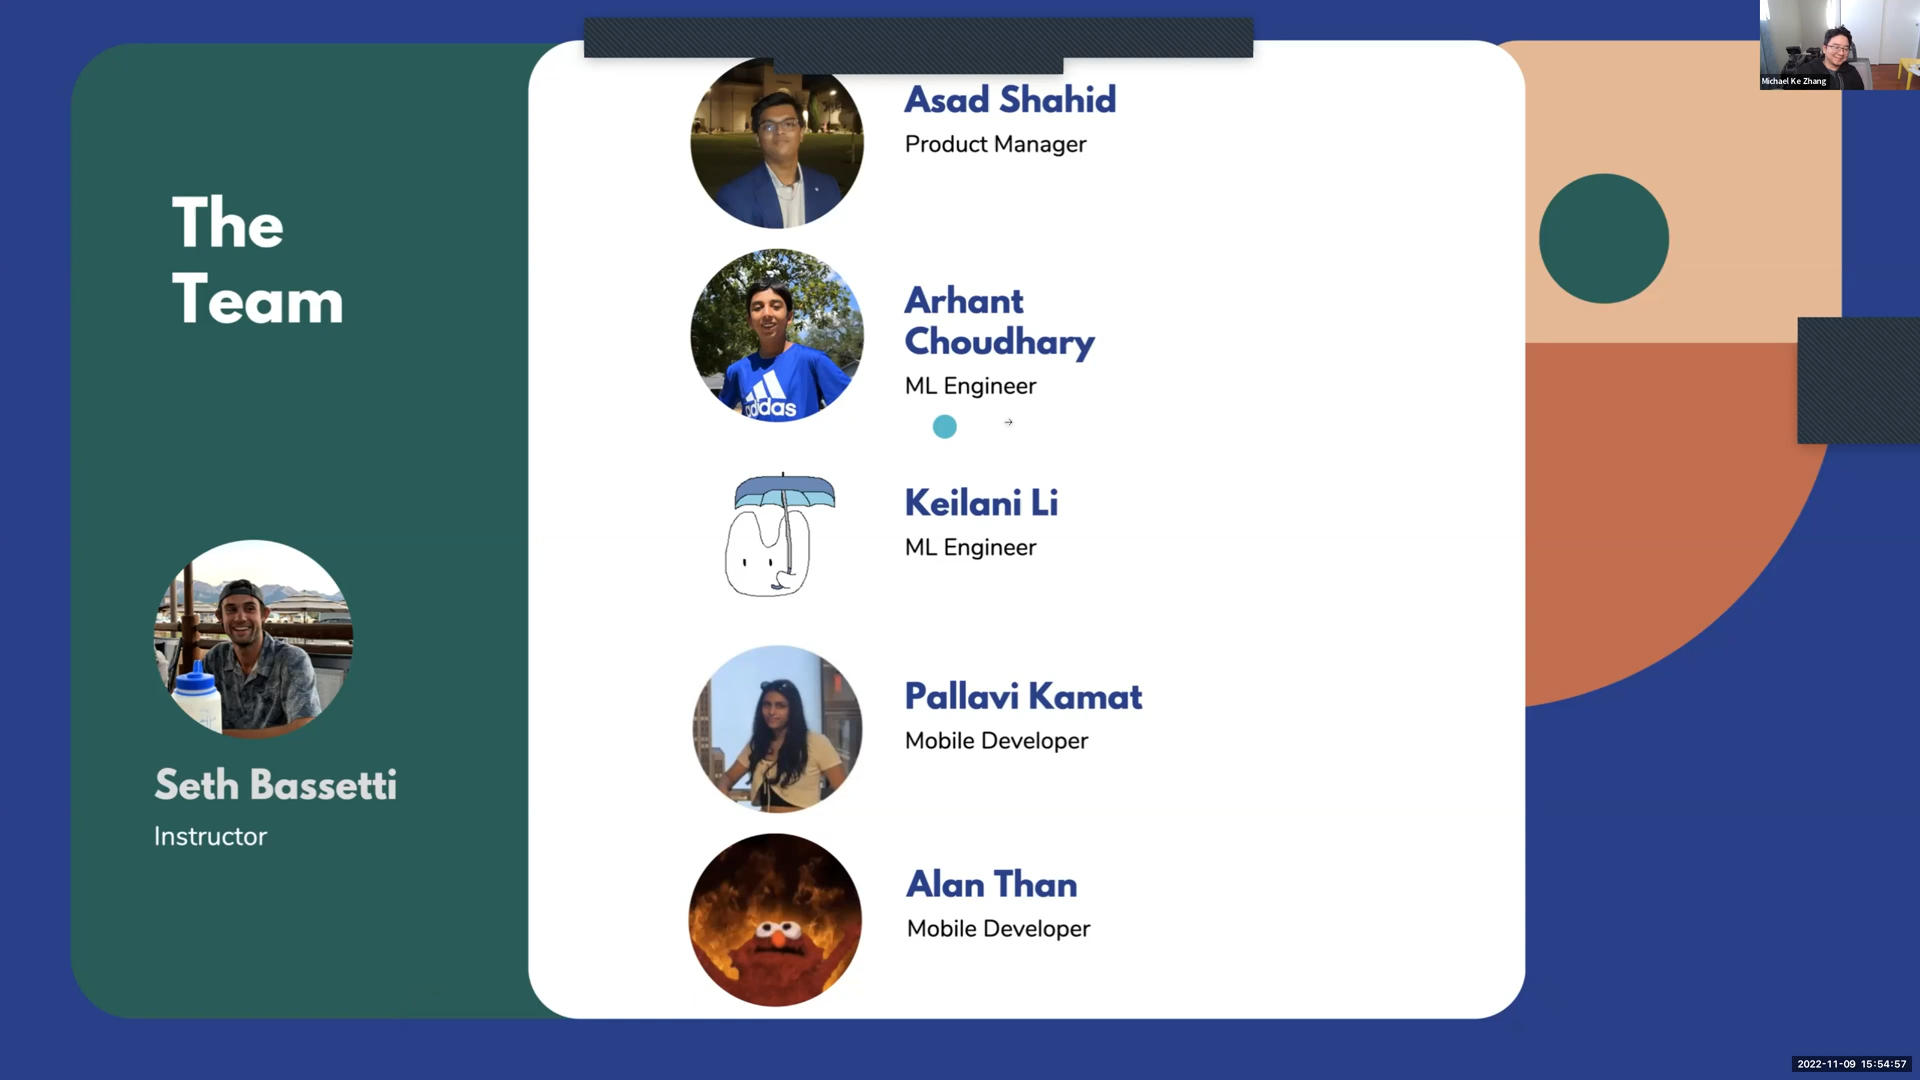 The
Team
Seth Bassetti
Instructor
Asad Shahid
Product Manager
Arhant
Choudhary
ML Engineer
adidas
Keilani Li
ML Engineer
Pallavi Kamat
Mobile Developer
Alan Than
Mobile Developer
Michael Ke Zhang
2022-11-09 15:54:57